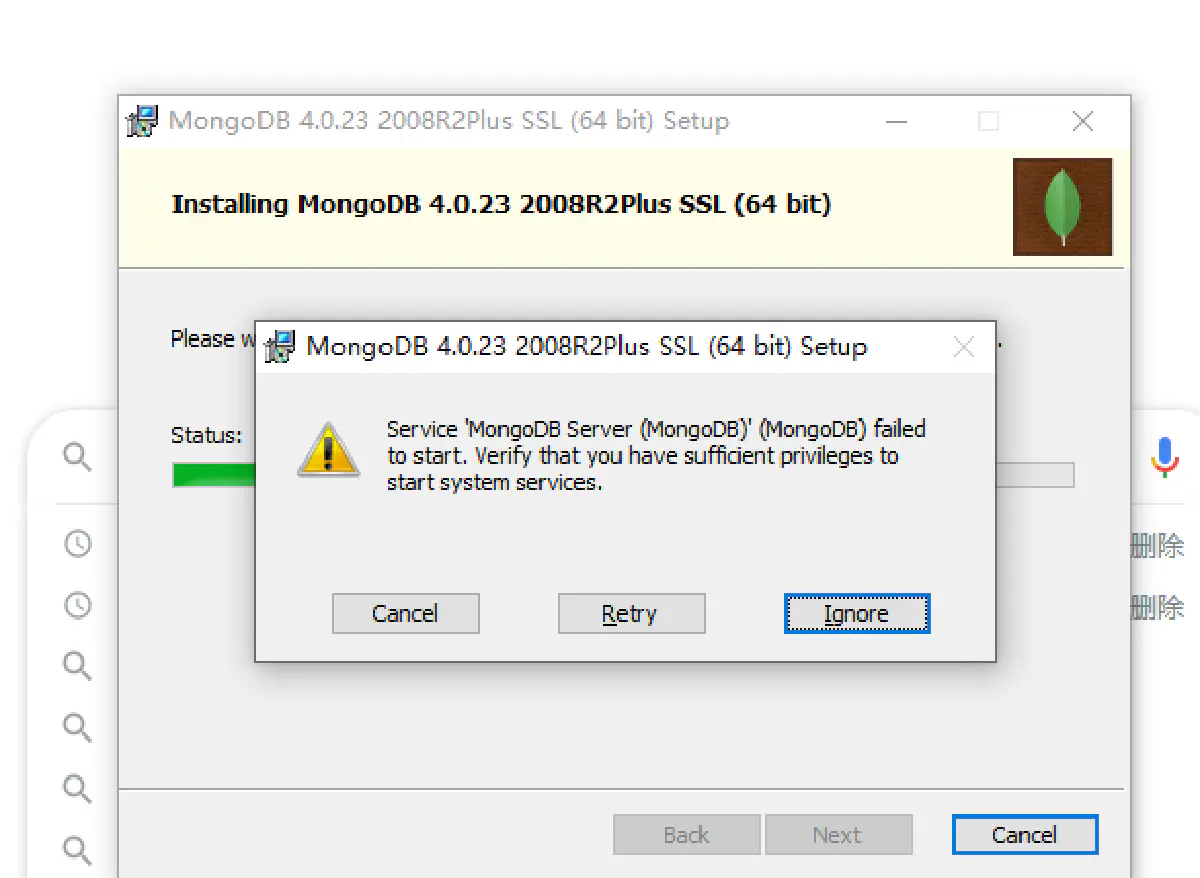 MongoDB 4.0.23 2008R2Plus SSL (64 bit) Setup
Installing MongoDB 4.0.23 2008R2Plus SSL (64 bit)
Please
MongoDB 4.0.23 2008R2Plus SSL (64 bit) Setup
Status:
Service 'MongoDB Server (MongoDB)' (MongoDB) failed
to start. Verify that you have sufficient privileges to
start system services.
删除
删除
Cancel Retry Ignore
Back Next Cancel